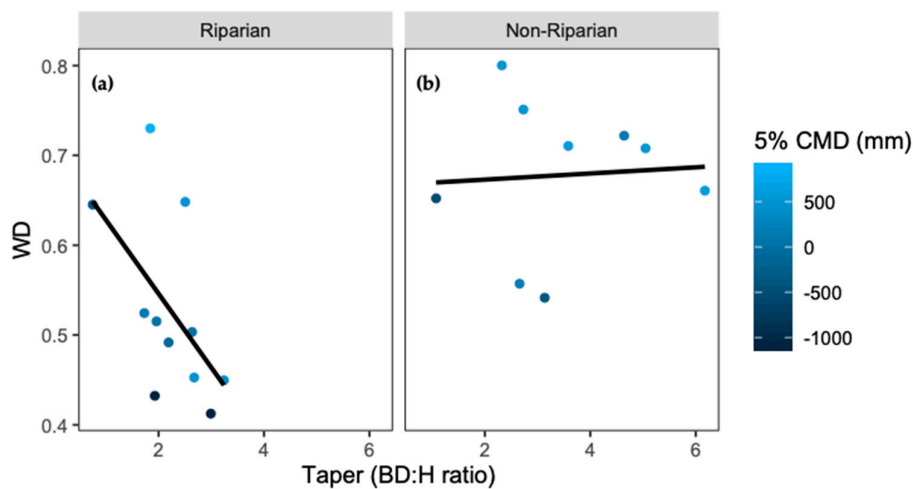 Riparian
Non-Riparian
(a)
(b)
WD
0.8
0.7
0.6
0.5
0.4
2
4
6
2
4
6
Taper (BD:H ratio)
5% CMD (mm)
500
0
-500
-1000